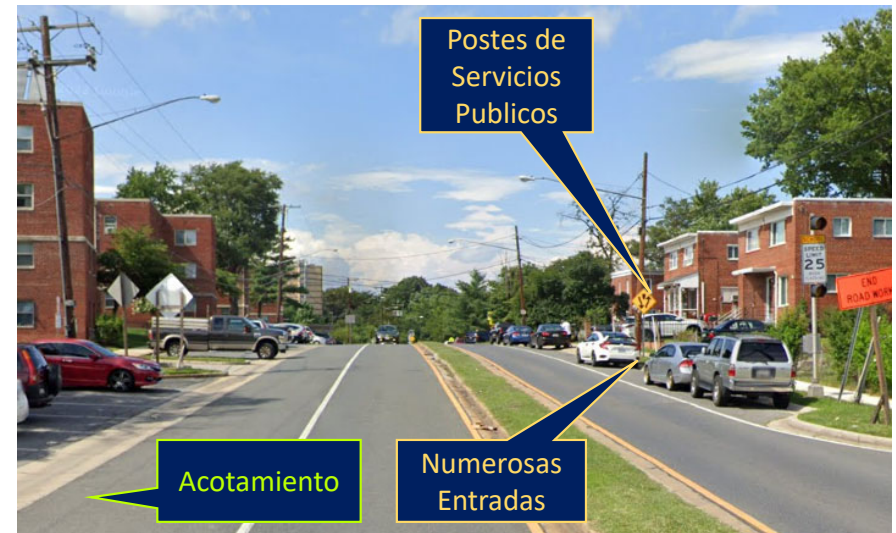 Postes de
Servicios
Publicos
SPEED
LIMIT
25
END
ROAD WORK
Acotamiento
Numerosas
Entradas